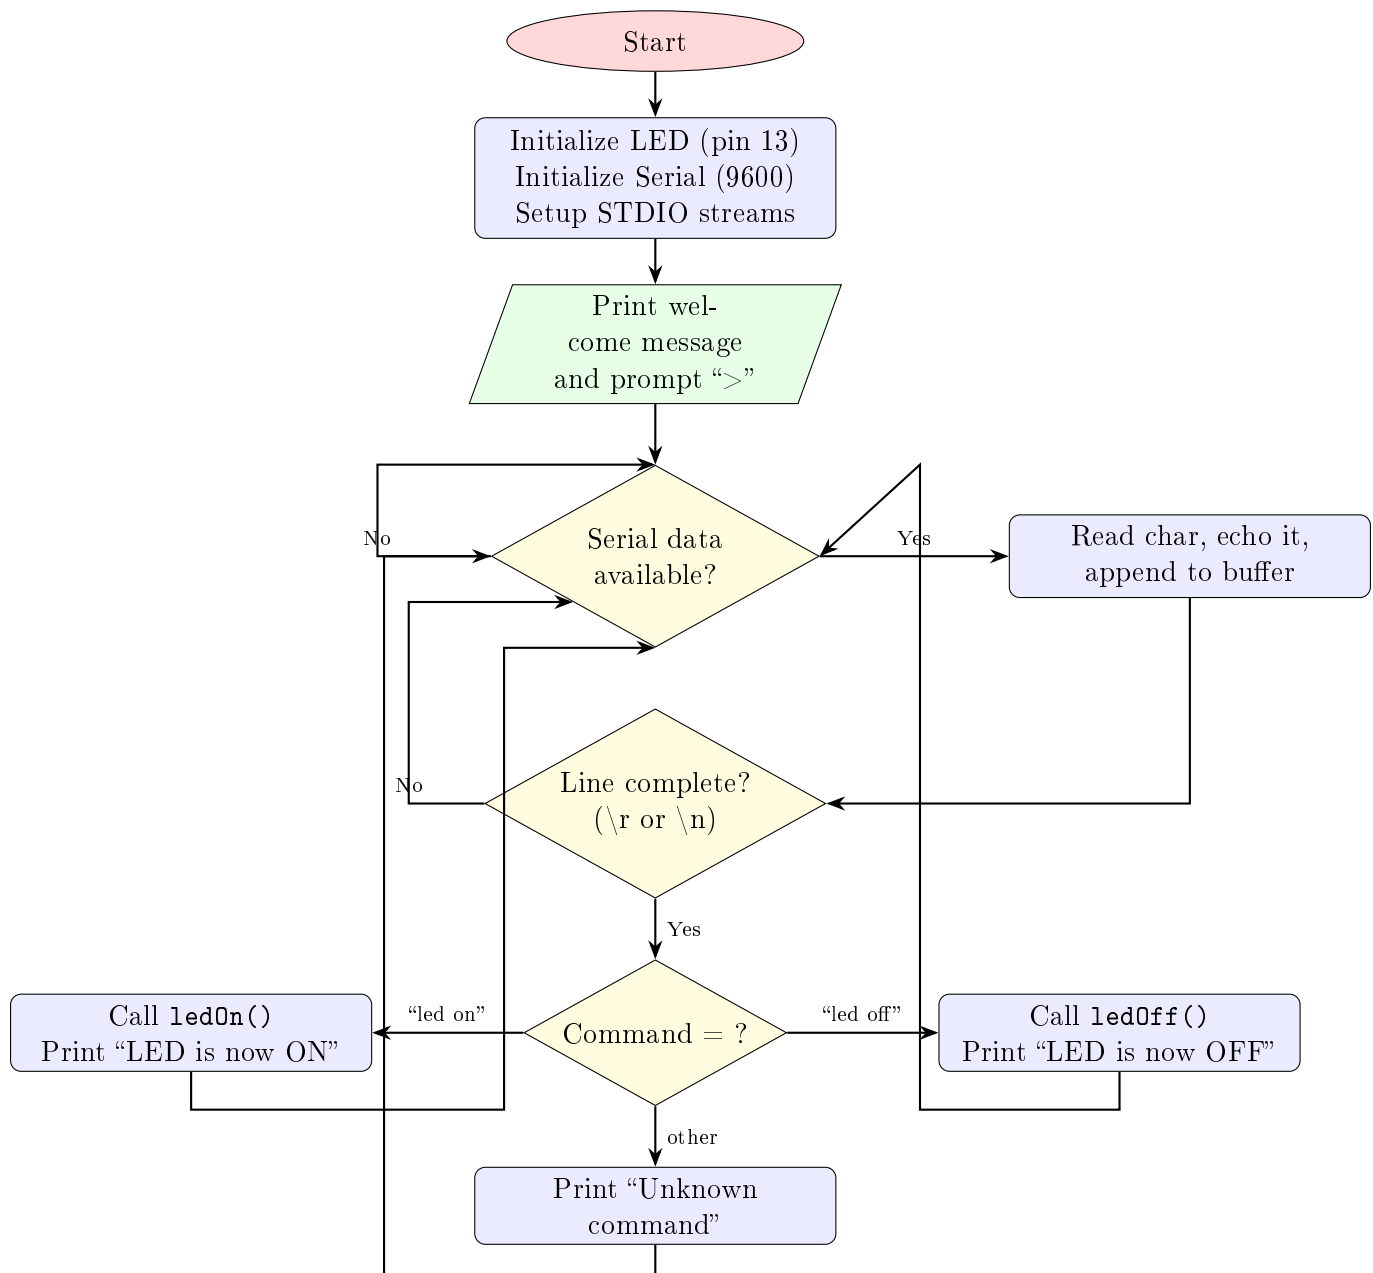 Start
Initialize LED (pin 13)
Initialize Serial (9600)
Setup STDIO streams
Print wel-
come message
and prompt “>”
No
Serial data
available?
Yes
Read char, echo it,
append to buffer
No
Line complete?
(\r or \n)
Yes
Call ledOn()
Print “LED is now ON”
“led on”
Command = ?
“led off”
Call ledOff()
Print “LED is now OFF”
other
Print “Unknown
command”